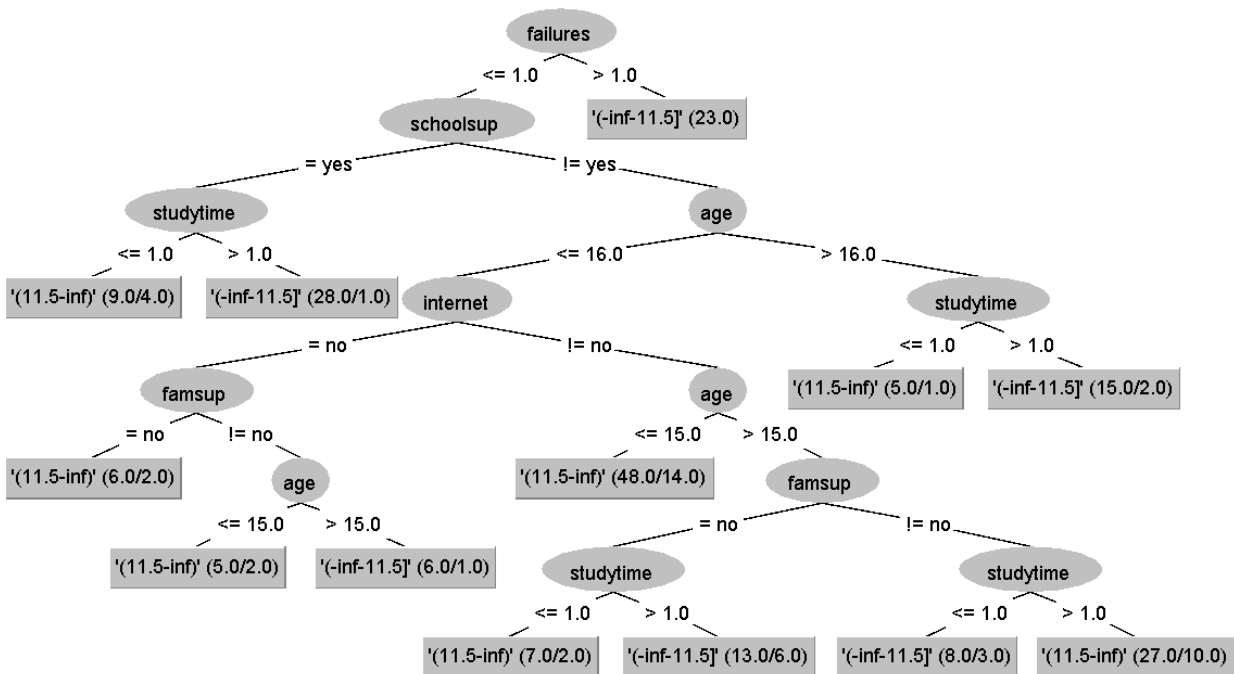 failures
<= 1.0 > 1.0
schoolsup '(-inf-11.5]' (23.0)
= yes != yes
studytime age
<= 1.0 > 1.0 <= 16.0 > 16.0
'(11.5-inf)' (9.0/4.0) '(-inf-11.5]' (28.0/1.0) internet studytime
= no != no <= 1.0 > 1.0
famsup age '(11.5-inf)' (5.0/1.0) '(-inf-11.5]' (15.0/2.0)
= no != no <= 15.0 > 15.0
'(11.5-inf)' (6.0/2.0) age '(11.5-inf)' (48.0/14.0) famsup
<= 15.0 > 15.0 = no != no
'(11.5-inf)' (5.0/2.0) '(-inf-11.5]' (6.0/1.0) studytime studytime
<= 1.0 > 1.0 <= 1.0 > 1.0
'(11.5-inf)' (7.0/2.0) '(-inf-11.5]' (13.0/6.0) '(-inf-11.5]' (8.0/3.0) '(11.5-inf)' (27.0/10.0)